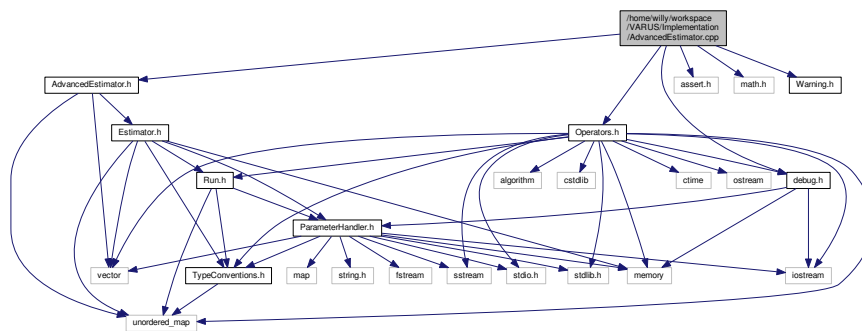 /home/willy/workspace
/VARUS/Implementation
/AdvancedEstimator.cpp
AdvancedEstimator.h
assert.h
math.h
Warning.h
Estimator.h
Operators.h
Run.h
algorithm
cstdlib
ctime
ostream
debug.h
ParameterHandler.h
vector
TypeConventions.h
map
string.h
fstream
sstream
stdio.h
stdlib.h
memory
iostream
unordered_map